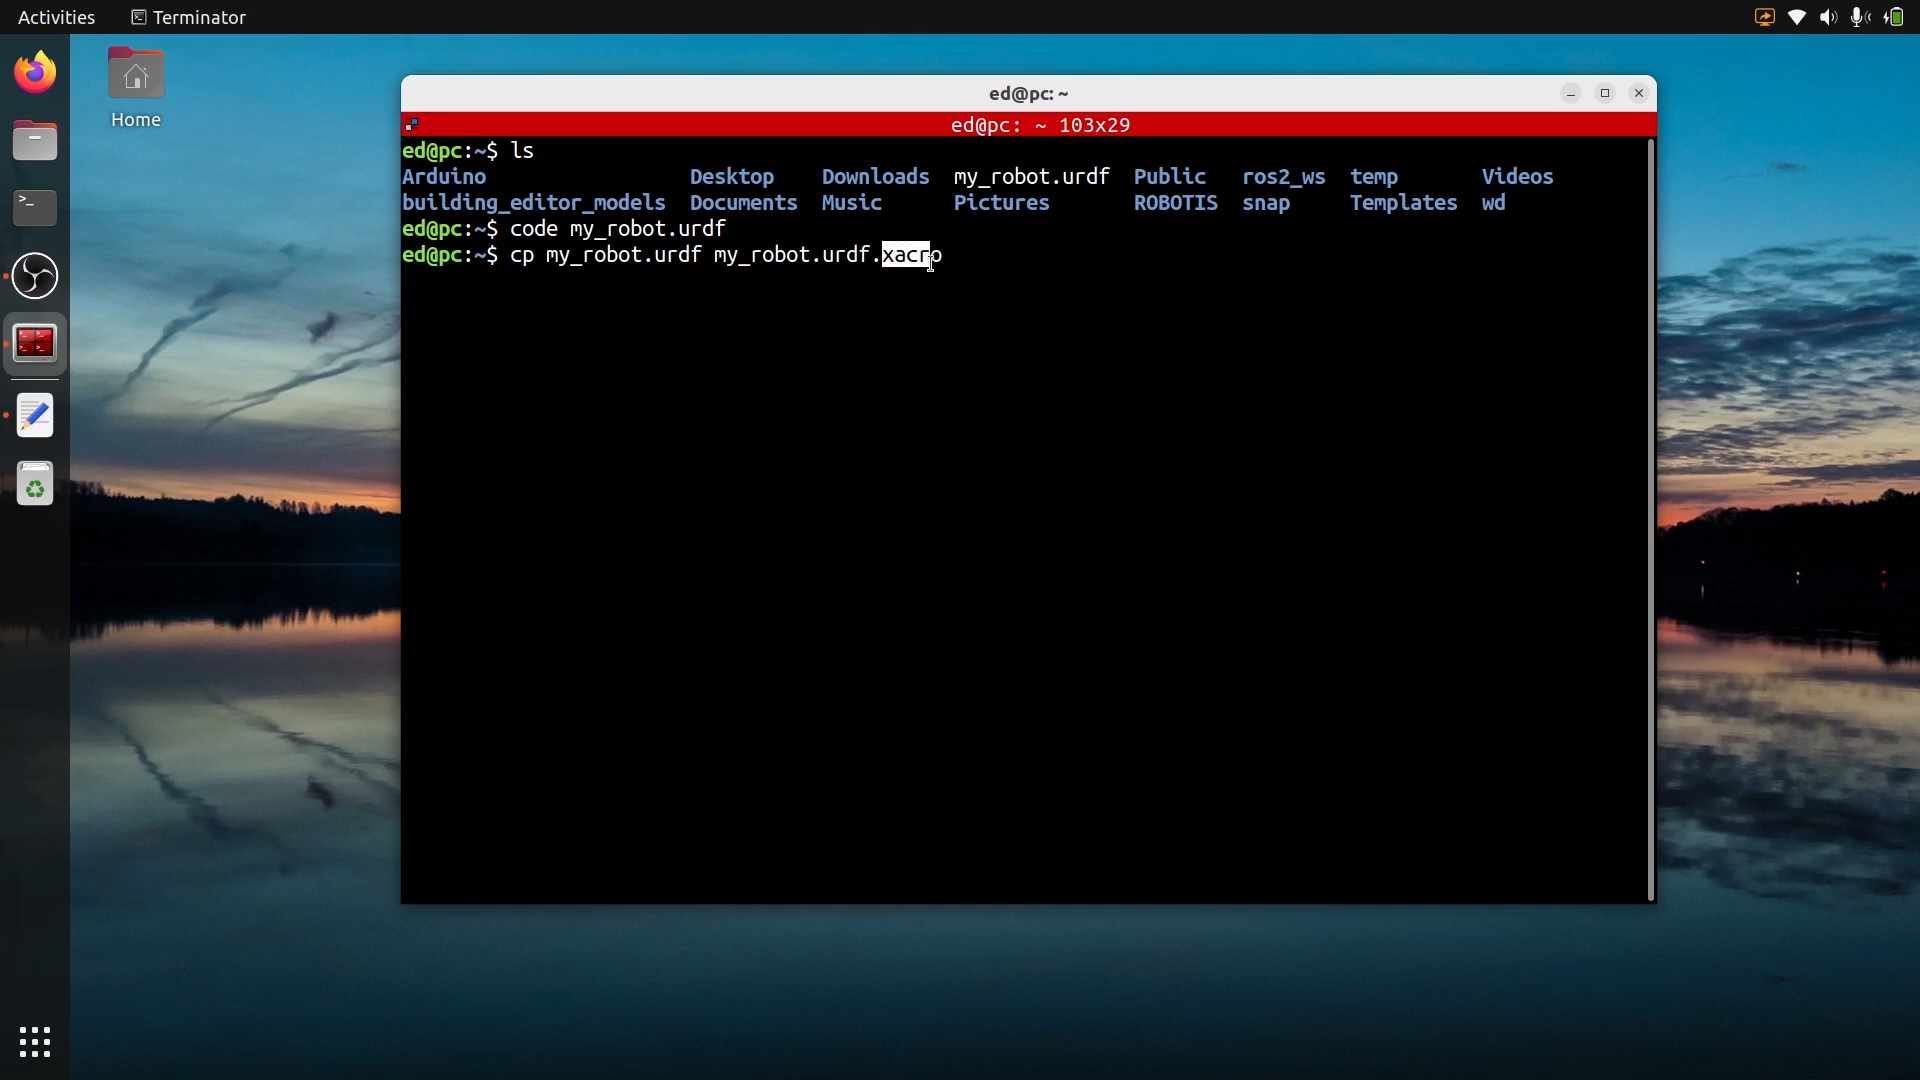 Activities
Terminator
Home
ed@pc: ~
ed@pc: ~ 103x29
ed@pc:~$ ls
Arduino Desktop Downloads my_robot.urdf Public ros2_ws temp Videos
building_editor_models Documents Music Pictures ROBOTIS snap Templates wd
ed@pc:~$ code my_robot.urdf
ed@pc:~$ cp my_robot.urdf my_robot.urdf.xacro